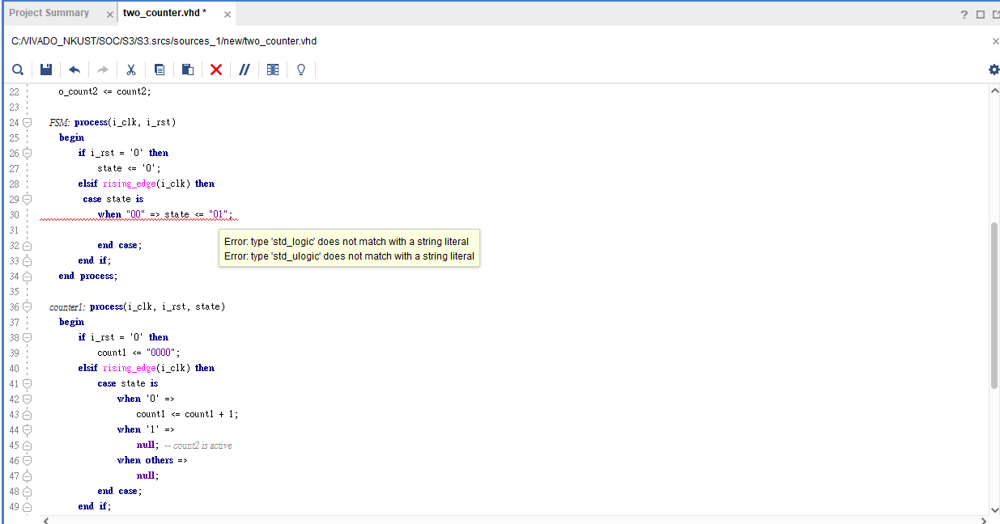 Project Summary × two_counter.vhd * ×
? 
C:/VIVADO_NKUST/SOC/S3/S3.srcs/sources_1/new/two_counter.vhd ×
22 o_count2 <= count2;
23
24 FSM: process(i_clk, i_rst)
25 begin
26 if i_rst = '0' then
27 state <= '0';
28 elsif rising_edge(i_clk) then
29 case state is
30 when "00" => state <= "01";
31
Error: type 'std_logic' does not match with a string literal
Error: type 'std_ulogic' does not match with a string literal
32 end case;
33 end if;
34 end process;
35
36 counter1: process(i_clk, i_rst, state)
37 begin
38 if i_rst = '0' then
39 count1 <= "0000";
40 elsif rising_edge(i_clk) then
41 case state is
42 when '0' =>
43 count1 <= count1 + 1;
44 when '1' =>
45 null; -- count2 is active
46 when others =>
47 null;
48 end case;
49 end if;